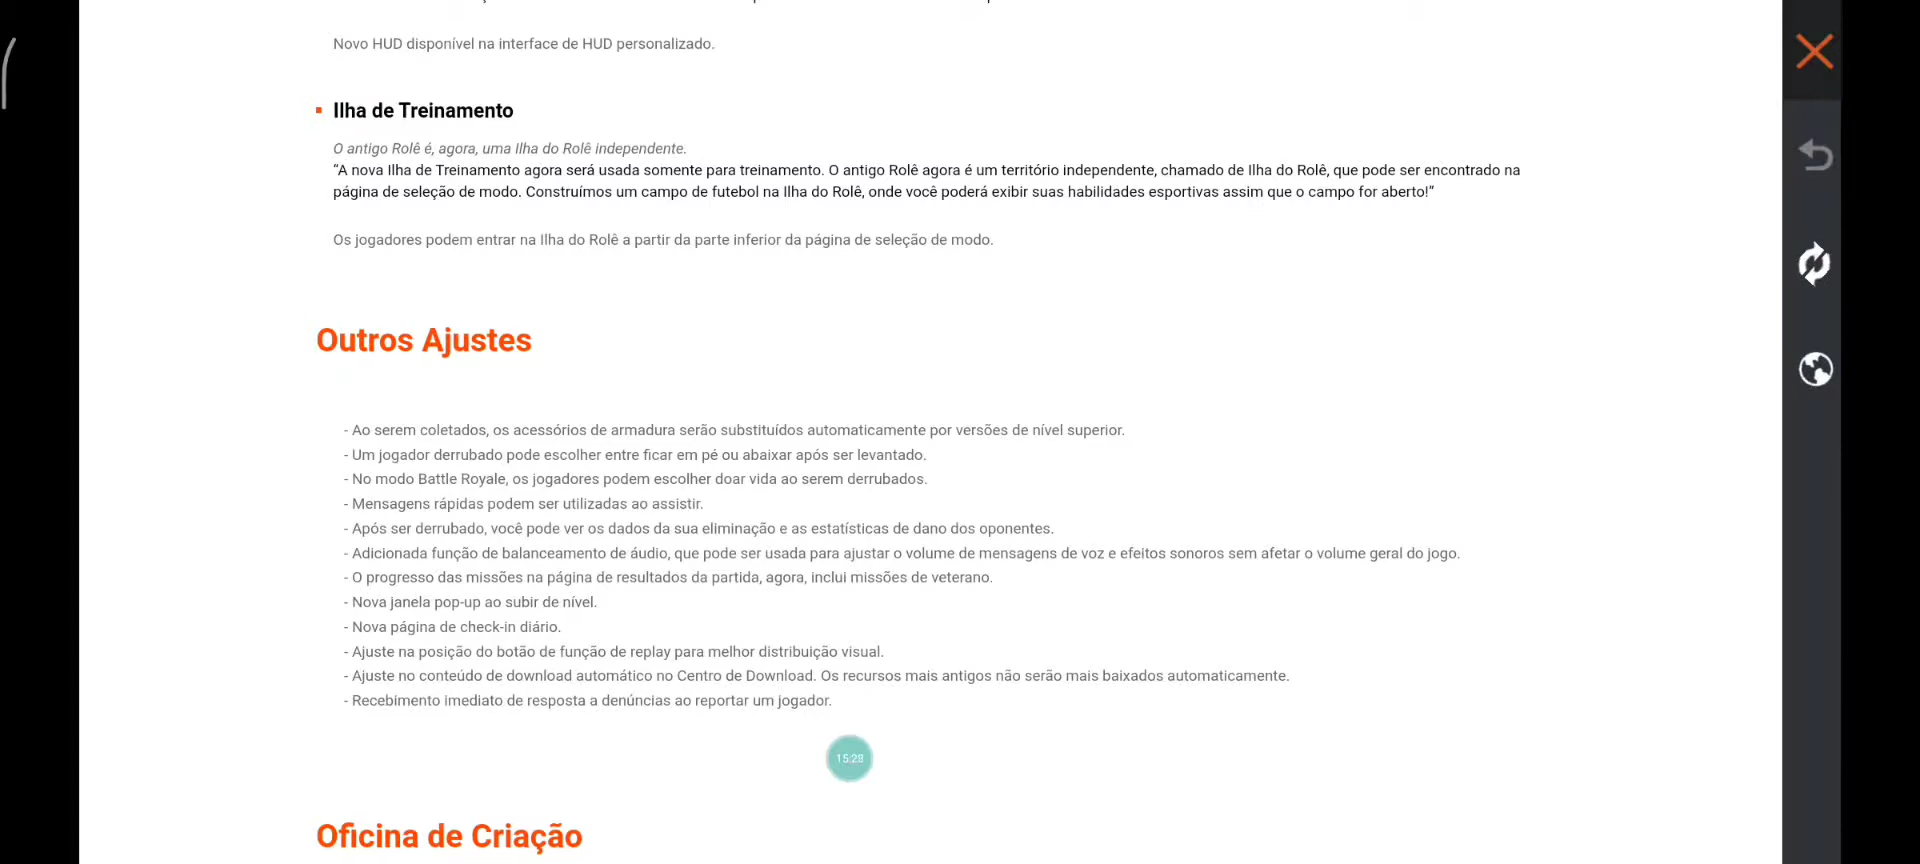 Novo HUD disponível na interface de HUD personalizado.
Ilha de Treinamento
O antigo Rolê é, agora, uma Ilha do Rolê independente.
“A nova Ilha de Treinamento agora será usada somente para treinamento. O antigo Rolê agora é um território independente, chamado de Ilha do Rolê, que pode ser encontrado na
página de seleção de modo. Construímos um campo de futebol na Ilha do Rolê, onde você poderá exibir suas habilidades esportivas assim que o campo for aberto!”
Os jogadores podem entrar na Ilha do Rolê a partir da parte inferior da página de seleção de modo.
Outros Ajustes
- Ao serem coletados, os acessórios de armadura serão substituídos automaticamente por versões de nível superior.
- Um jogador derrubado pode escolher entre ficar em pé ou abaixar após ser levantado.
- No modo Battle Royale, os jogadores podem escolher doar vida ao serem derrubados.
- Mensagens rápidas podem ser utilizadas ao assistir.
- Após ser derrubado, você pode ver os dados da sua eliminação e as estatísticas de dano dos oponentes.
- Adicionada função de balanceamento de áudio, que pode ser usada para ajustar o volume de mensagens de voz e efeitos sonoros sem afetar o volume geral do jogo.
- O progresso das missões na página de resultados da partida, agora, inclui missões de veterano.
- Nova janela pop-up ao subir de nível.
- Nova página de check-in diário.
- Ajuste na posição do botão de função de replay para melhor distribuição visual.
- Ajuste no conteúdo de download automático no Centro de Download. Os recursos mais antigos não serão mais baixados automaticamente.
- Recebimento imediato de resposta a denúncias ao reportar um jogador.
15:28
Oficina de Criação